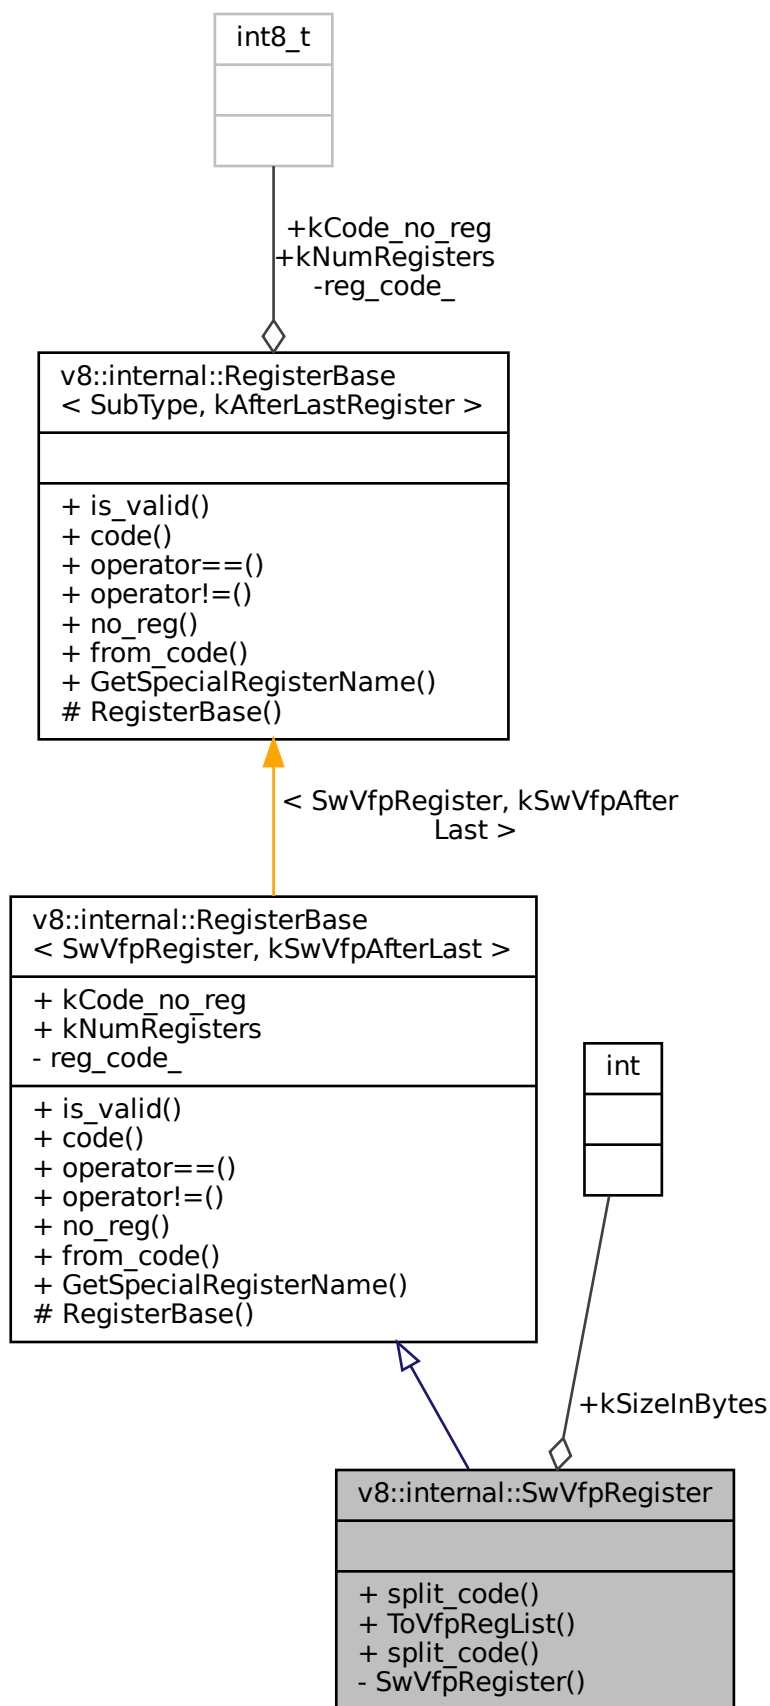 int8_t
+kCode_no_reg
+kNumRegisters
-reg_code_
v8::internal::RegisterBase
< SubType, kAfterLastRegister >
+ is_valid()
+ code()
+ operator==()
+ operator!=()
+ no_reg()
+ from_code()
+ GetSpecialRegisterName()
# RegisterBase()
< SwVfpRegister, kSwVfpAfter
Last >
v8::internal::RegisterBase
< SwVfpRegister, kSwVfpAfterLast >
+ kCode_no_reg
+ kNumRegisters
- reg_code_
+ is_valid()
+ code()
+ operator==()
+ operator!=()
+ no_reg()
+ from_code()
+ GetSpecialRegisterName()
# RegisterBase()
int
+kSizeInBytes
v8::internal::SwVfpRegister
+ split_code()
+ ToVfpRegList()
+ split_code()
- SwVfpRegister()